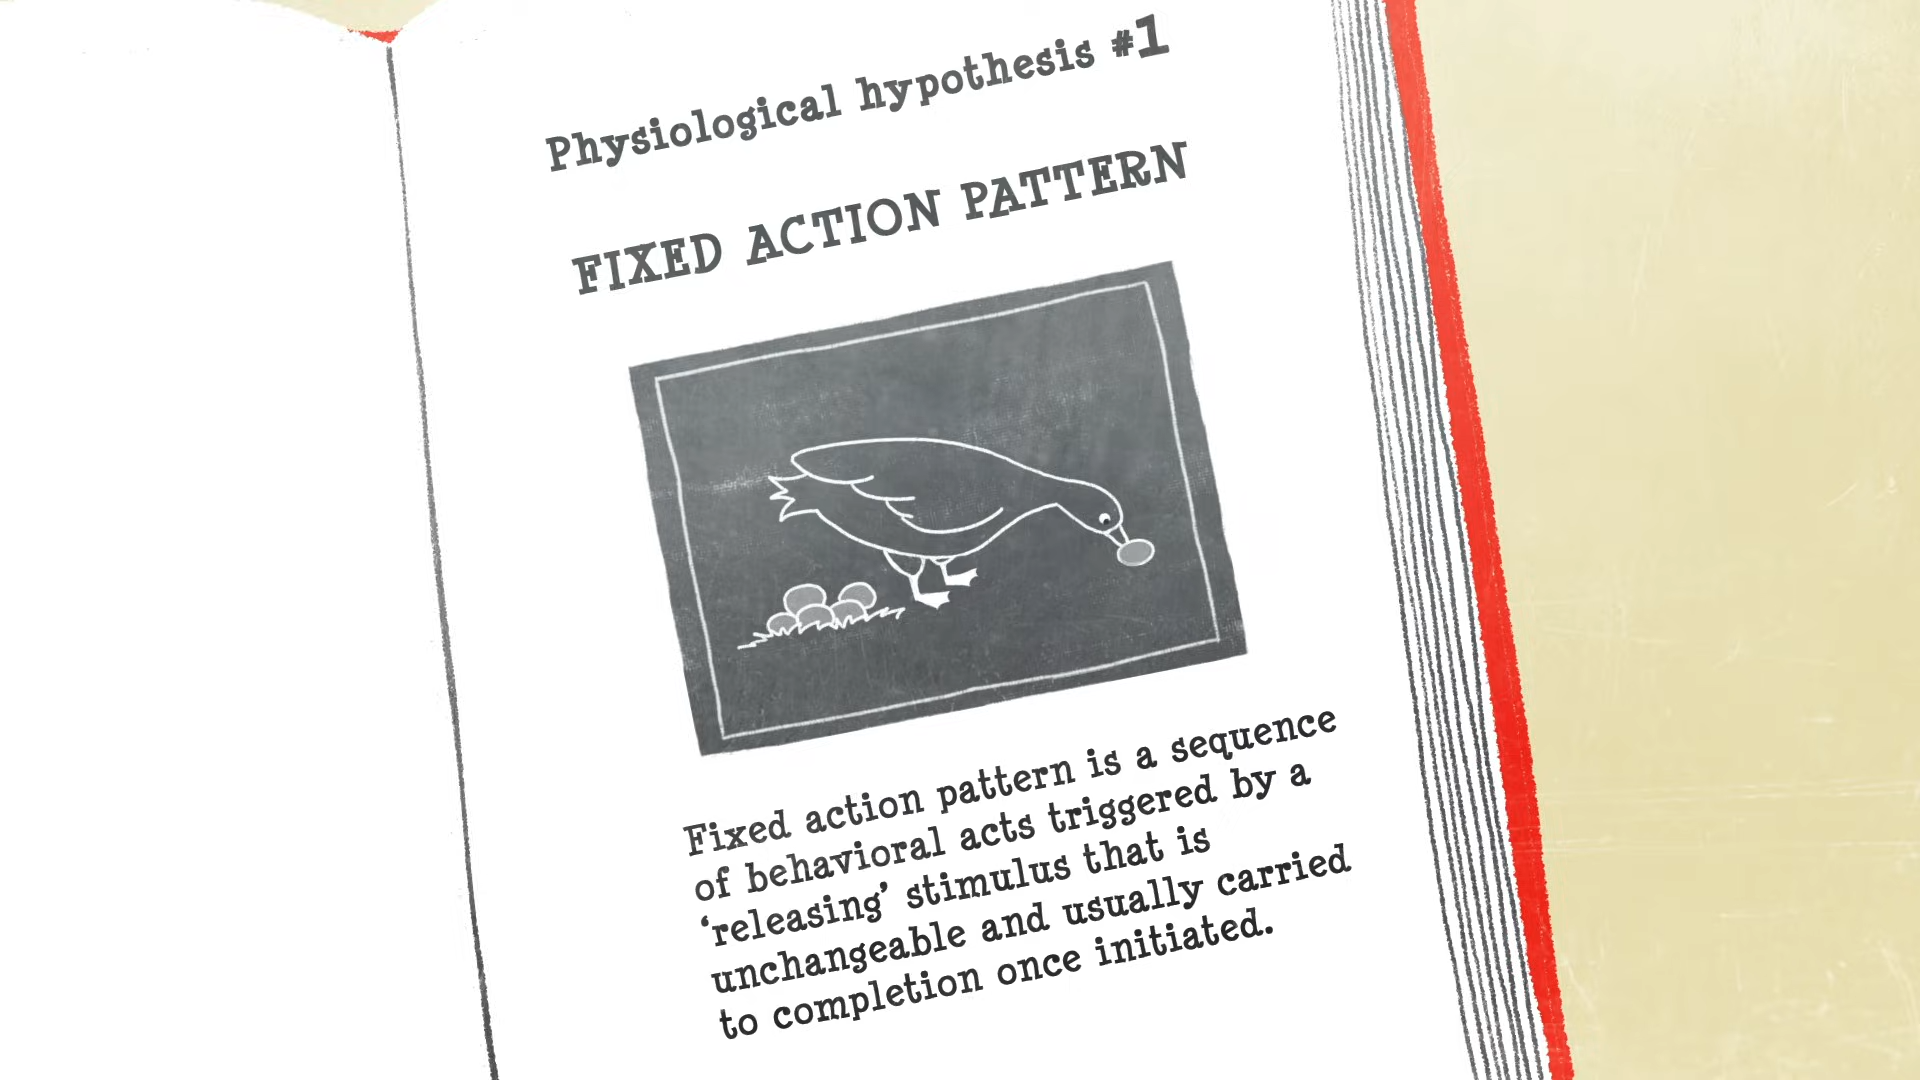 Physiological hypothesis #1
FIXED ACTION PATTERN
Fixed action pattern is a sequence
of behavioral acts triggered by a
‘releasing’ stimulus that is
unchangeable and usually carried
to completion once initiated.